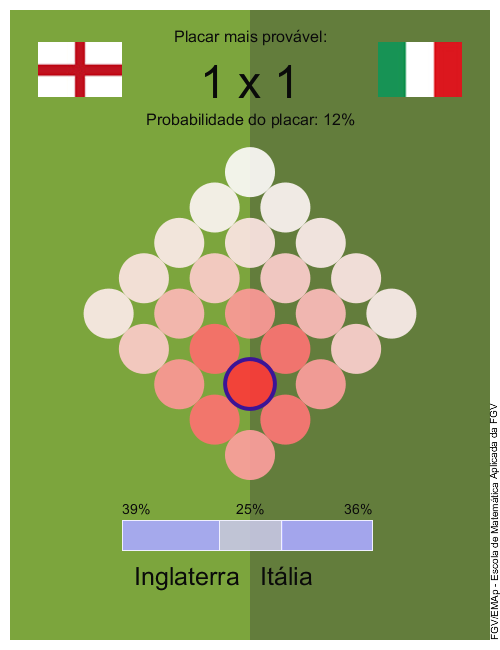 Placar mais provável:
1 x 1
Probabilidade do placar: 12%
39% 25% 36%
Inglaterra Itália
FGV/EMAp - Escola de Matemática Aplicada da FGV